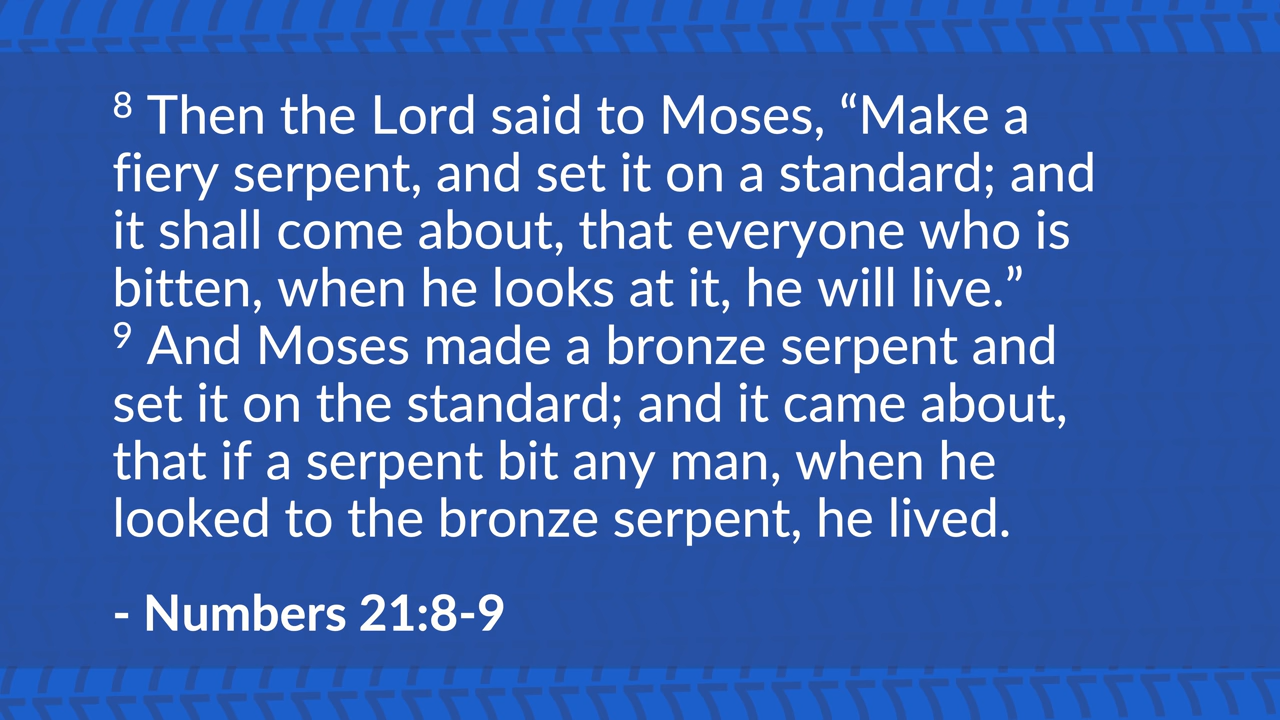 8 Then the Lord said to Moses, “Make a
fiery serpent, and set it on a standard; and
it shall come about, that everyone who is
bitten, when he looks at it, he will live.”
9 And Moses made a bronze serpent and
set it on the standard; and it came about,
that if a serpent bit any man, when he
looked to the bronze serpent, he lived.
- Numbers 21:8-9